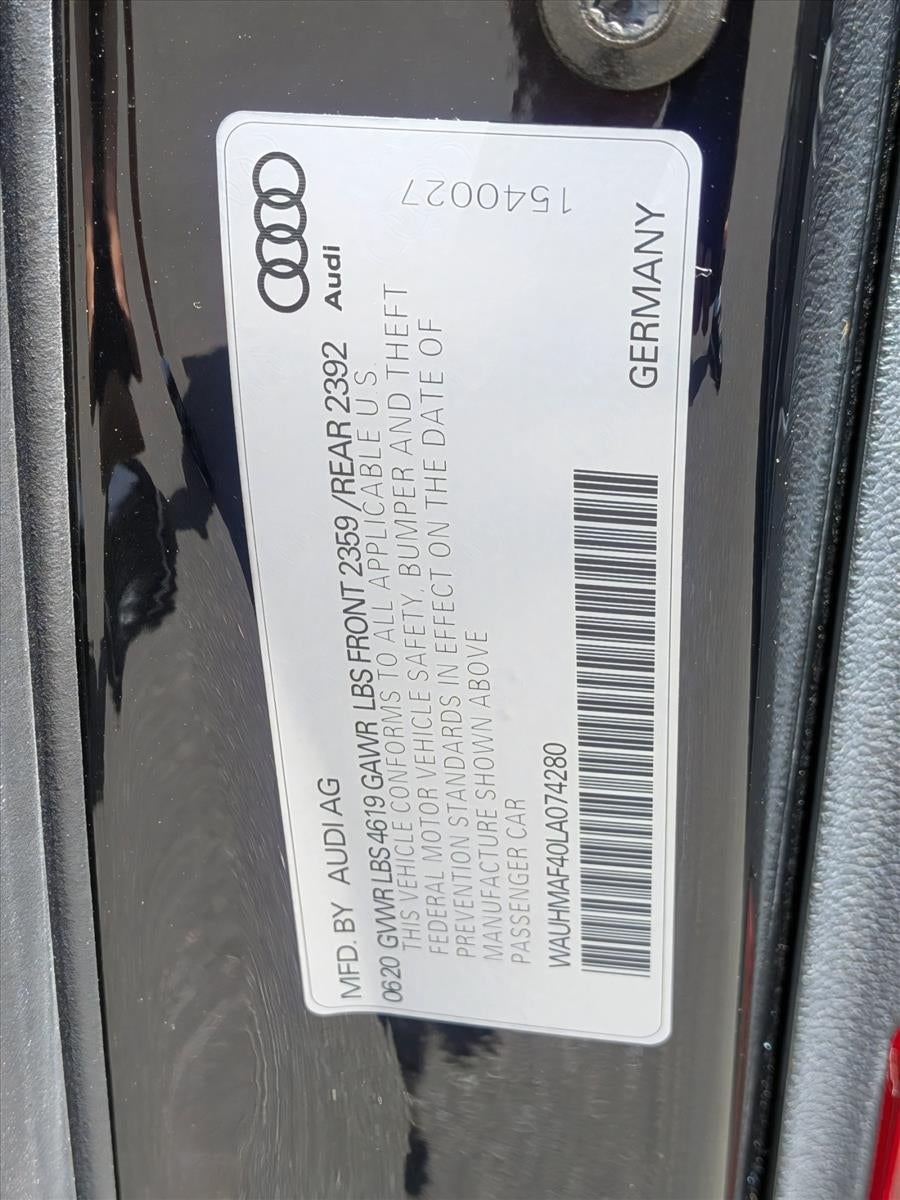 MFD. BY AUDI AG
0620 GVWR LBS 4619 GAWR LBS FRONT 2359/REAR 2392
THIS VEHICLE CONFORMS TO ALL APPLICABLE U.S.
FEDERAL MOTOR VEHICLE SAFETY, BUMPER AND THEFT
PREVENTION STANDARDS IN EFFECT ON THE DATE OF
MANUFACTURE SHOWN ABOVE
PASSENGER CAR
WAUHMAF40LA074280
Audi
1540027
GERMANY